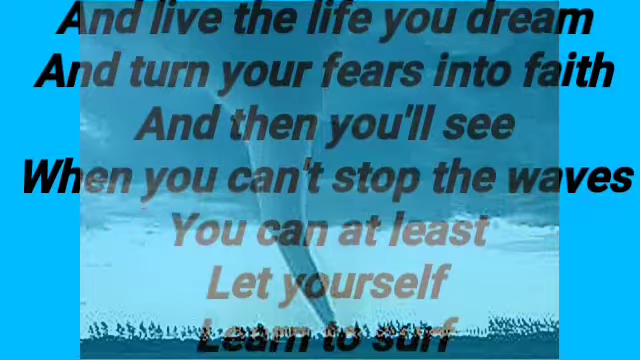 And live the life you dream
And turn your fears into faith
And then you'll see
When you can't stop the waves
You can at least
Let yourself
Learn to surf